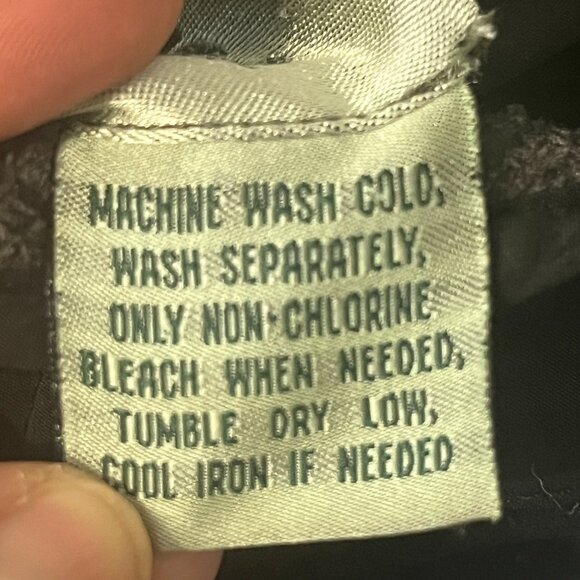 MACHINE WASH COLD,
WASH SEPARATELY,
ONLY NON-CHLORINE
BLEACH WHEN NEEDED,
TUMBLE DRY LOW,
COOL IRON IF NEEDED